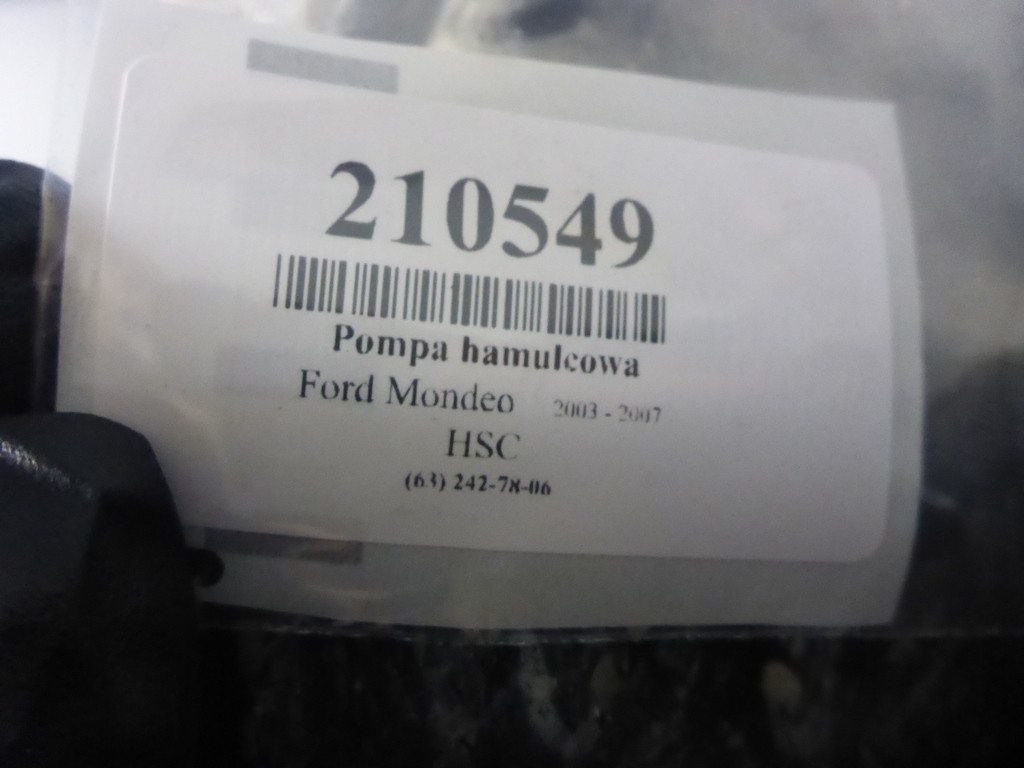 210549
Pompa hamulcowa
Ford Mondeo 2003 - 2007
HSC
(63) 242-78-06